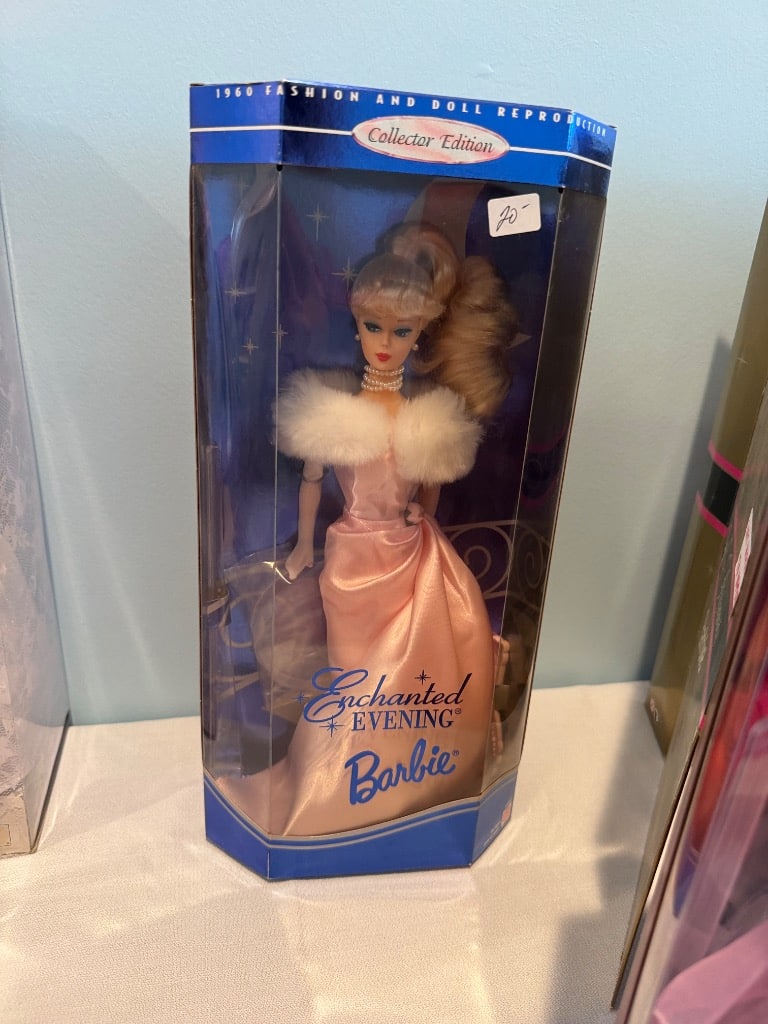 1960 FASHION AND DOLL REPRODUCTION
Collector Edition
20-
Enchanted
EVENING®
Barbie®